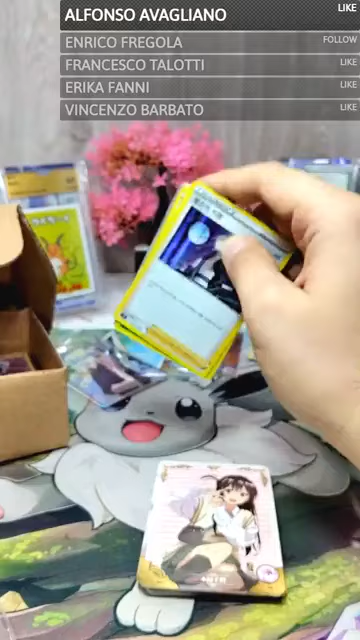 ALFONSO AVAGLIANO
LIKE
ENRICO FREGOLA
FOLLOW
FRANCESCO TALOTTI
LIKE
ERIKA FANNI
LIKE
VINCENZO BARBATO
LIKE